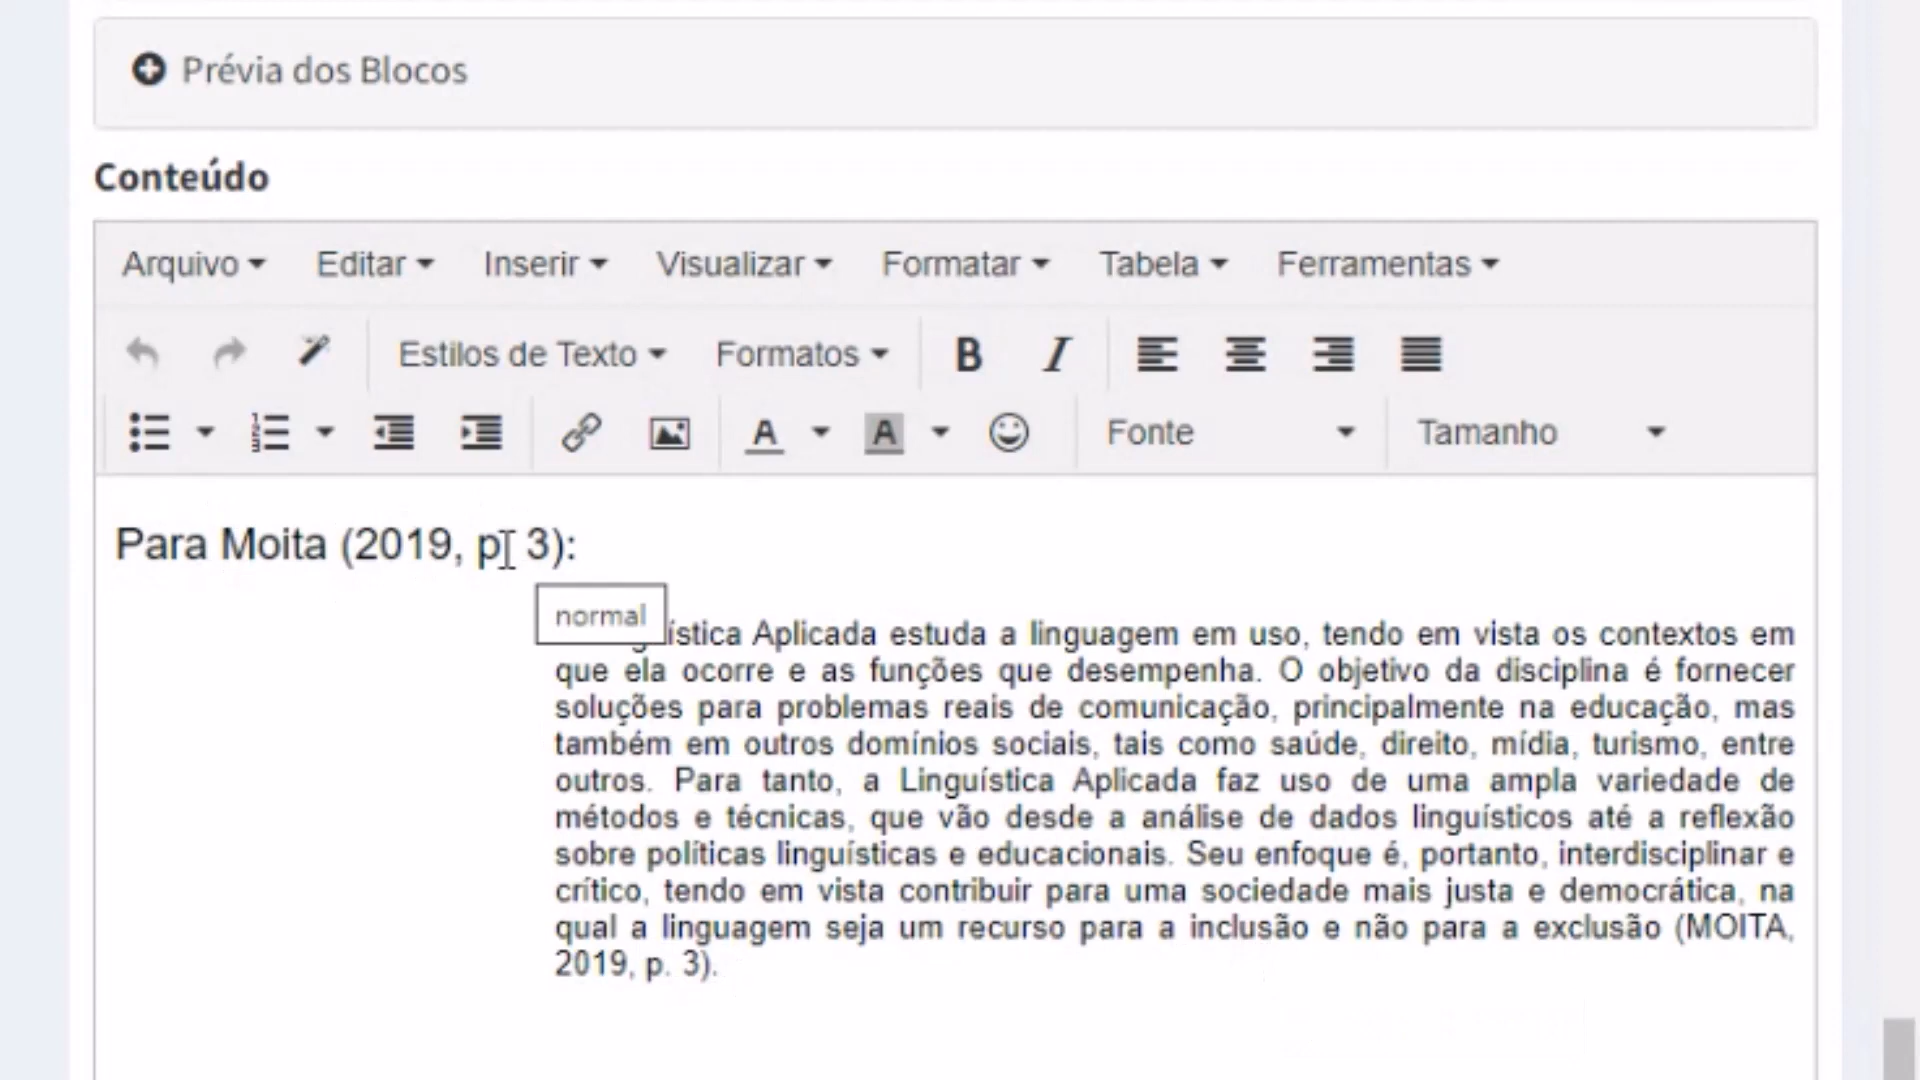 Prévia dos Blocos
Conteúdo
Arquivo Editar Inserir Visualizar Formatar Tabela Ferramentas
Estilos de Texto Formatos B I
A A Fonte Tamanho
Para Moita (2019, p. 3):
normal
ística Aplicada estuda a linguagem em uso, tendo em vista os contextos em
que ela ocorre e as funções que desempenha. O objetivo da disciplina é fornecer
soluções para problemas reais de comunicação, principalmente na educação, mas
também em outros domínios sociais, tais como saúde, direito, mídia, turismo, entre
outros. Para tanto, a Linguística Aplicada faz uso de uma ampla variedade de
métodos e técnicas, que vão desde a análise de dados linguísticos até a reflexão
sobre políticas linguísticas e educacionais. Seu enfoque é, portanto, interdisciplinar e
crítico, tendo em vista contribuir para uma sociedade mais justa e democrática, na
qual a linguagem seja um recurso para a inclusão e não para a exclusão (MOITA,
2019, p. 3).